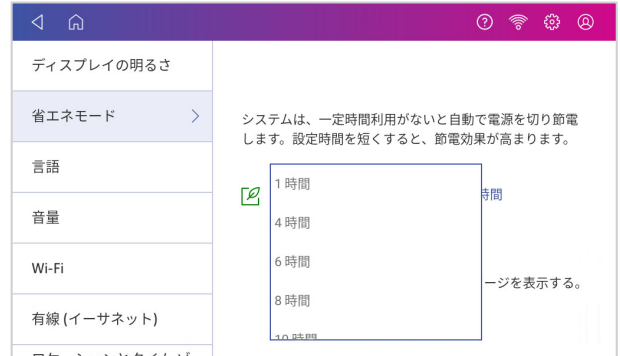 ディスプレイの明るさ
省エネモード
言語
音量
Wi-Fi
有線 (イーサネット)
システムは、一定時間利用がないと自動で電源を切り節電
します。設定時間を短くすると、節電効果が高まります。
1 時間
4 時間
6 時間
8 時間
時間
ージを表示する。